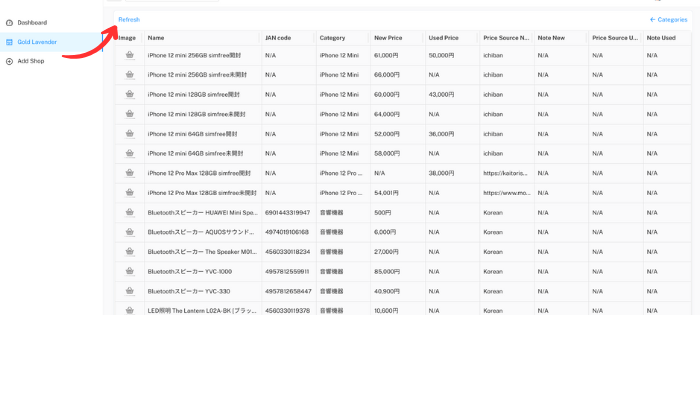 Refresh
← Categories
Dashboard
Gold Lavender
Add Shop
Image Name JAN code Category New Price Used Price Price Source N... Note New Price Source U... Note Used
iPhone 12 mini 256GB simfree開封 N/A iPhone 12 Mini 61,000円 50,000円 ichiban N/A N/A N/A
iPhone 12 mini 256GB simfree未開封 N/A iPhone 12 Mini 66,000円 N/A ichiban N/A N/A N/A
iPhone 12 mini 128GB simfree開封 N/A iPhone 12 Mini 60,000円 43,000円 ichiban N/A N/A N/A
iPhone 12 mini 128GB simfree未開封 N/A iPhone 12 Mini 64,000円 N/A ichiban N/A N/A N/A
iPhone 12 mini 64GB simfree開封 N/A iPhone 12 Mini 52,000円 36,000円 ichiban N/A N/A N/A
iPhone 12 mini 64GB simfree未開封 N/A iPhone 12 Mini 58,000円 N/A ichiban N/A N/A N/A
iPhone 12 Pro Max 128GB simfree開封 N/A iPhone 12 Pro ... N/A 38,000円 https://kaitoris... N/A N/A N/A
iPhone 12 Pro Max 128GB simfree未開封 N/A iPhone 12 Pro ... 54,001円 N/A https://www.mo... N/A N/A N/A
Bluetoothスピーカー HUAWEI Mini Spe... 6901443319947 音響機器 500円 N/A Korean N/A N/A N/A
Bluetoothスピーカー AQUOSサウンド... 4974019106168 音響機器 6,000円 N/A Korean N/A N/A N/A
Bluetoothスピーカー The Speaker M01... 4560330118234 音響機器 27,000円 N/A Korean N/A N/A N/A
Bluetoothスピーカー YVC-1000 4957812559911 音響機器 85,000円 N/A Korean N/A N/A N/A
Bluetoothスピーカー YVC-330 4957812658447 音響機器 40,900円 N/A Korean N/A N/A N/A
LED照明 The Lantern L02A-BK [ブラッ... 4560330119378 音響機器 10,600円 N/A Korean N/A N/A N/A